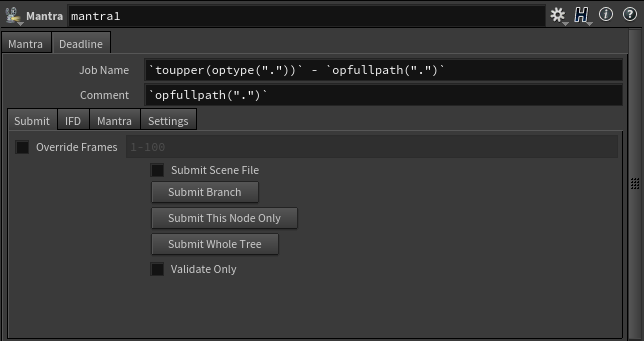 Mantra mantra1
Mantra Deadline
Job Name `toupper(optype("."))` - `opfullpath(".")`
Comment `opfullpath(".")`
Submit IFD Mantra Settings
Override Frames 1-100
Submit Scene File
Submit Branch
Submit This Node Only
Submit Whole Tree
Validate Only